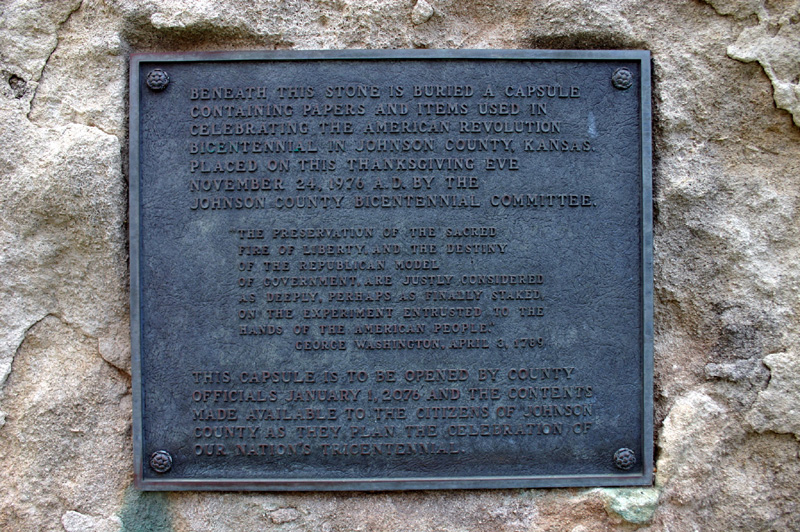 BENEATH THIS STONE IS BURIED A CAPSULE
CONTAINING PAPERS AND ITEMS USED IN
CELEBRATING THE AMERICAN REVOLUTION
BICENTENNIAL IN JOHNSON COUNTY, KANSAS.
PLACED ON THIS THANKSGIVING EVE
NOVEMBER 24, 1976 A.D. BY THE
JOHNSON COUNTY BICENTENNIAL COMMITTEE.
"THE PRESERVATION OF THE SACRED
FIRE OF LIBERTY, AND THE DESTINY
OF THE REPUBLICAN MODEL
OF GOVERNMENT, ARE JUSTLY CONSIDERED
AS DEEPLY, PERHAPS AS FINALLY STAKED,
ON THE EXPERIMENT ENTRUSTED TO THE
HANDS OF THE AMERICAN PEOPLE."
GEORGE WASHINGTON, APRIL 3, 1789
THIS CAPSULE IS TO BE OPENED BY COUNTY
OFFICIALS JANUARY 1, 2076 AND THE CONTENTS
MADE AVAILABLE TO THE CITIZENS OF JOHNSON
COUNTY AS THEY PLAN THE CELEBRATION OF
OUR NATION'S TRICENTENNIAL.